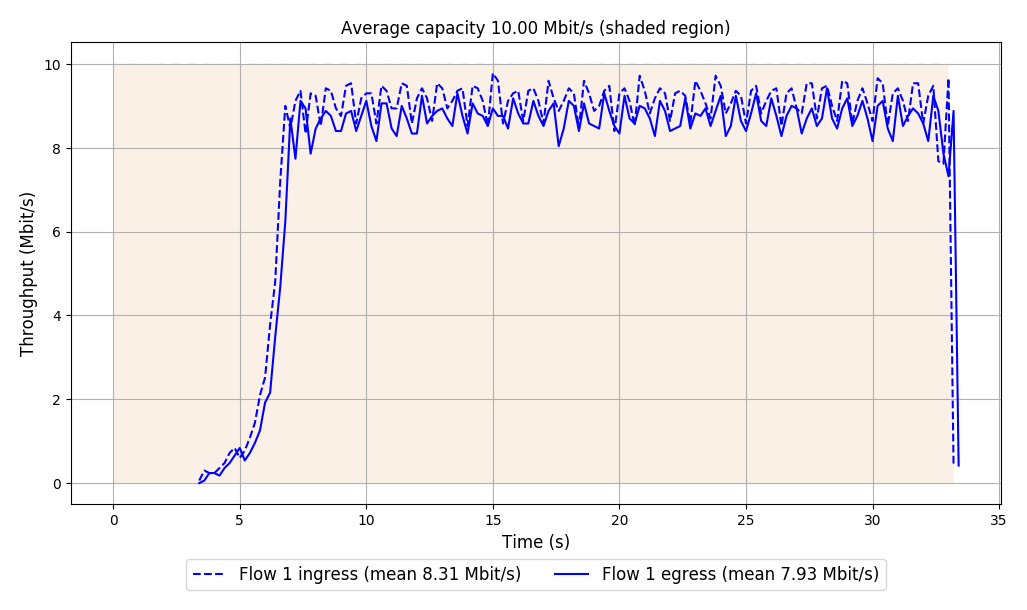 Average capacity 10.00 Mbit/s (shaded region)
Throughput (Mbit/s)
10
8
6
4
2
0
0 5 10 15 20 25 30 35
Time (s)
Flow 1 ingress (mean 8.31 Mbit/s) Flow 1 egress (mean 7.93 Mbit/s)